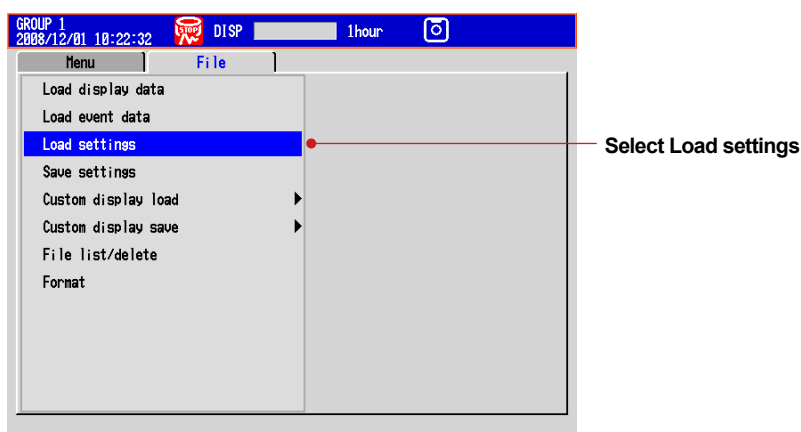 GROUP 1
2008/12/01 10:22:32
STOP
DISP
1hour
Menu
File
Load display data
Load event data
Load settings
Select Load settings
Save settings
Custom display load
Custom display save
File list/delete
Format